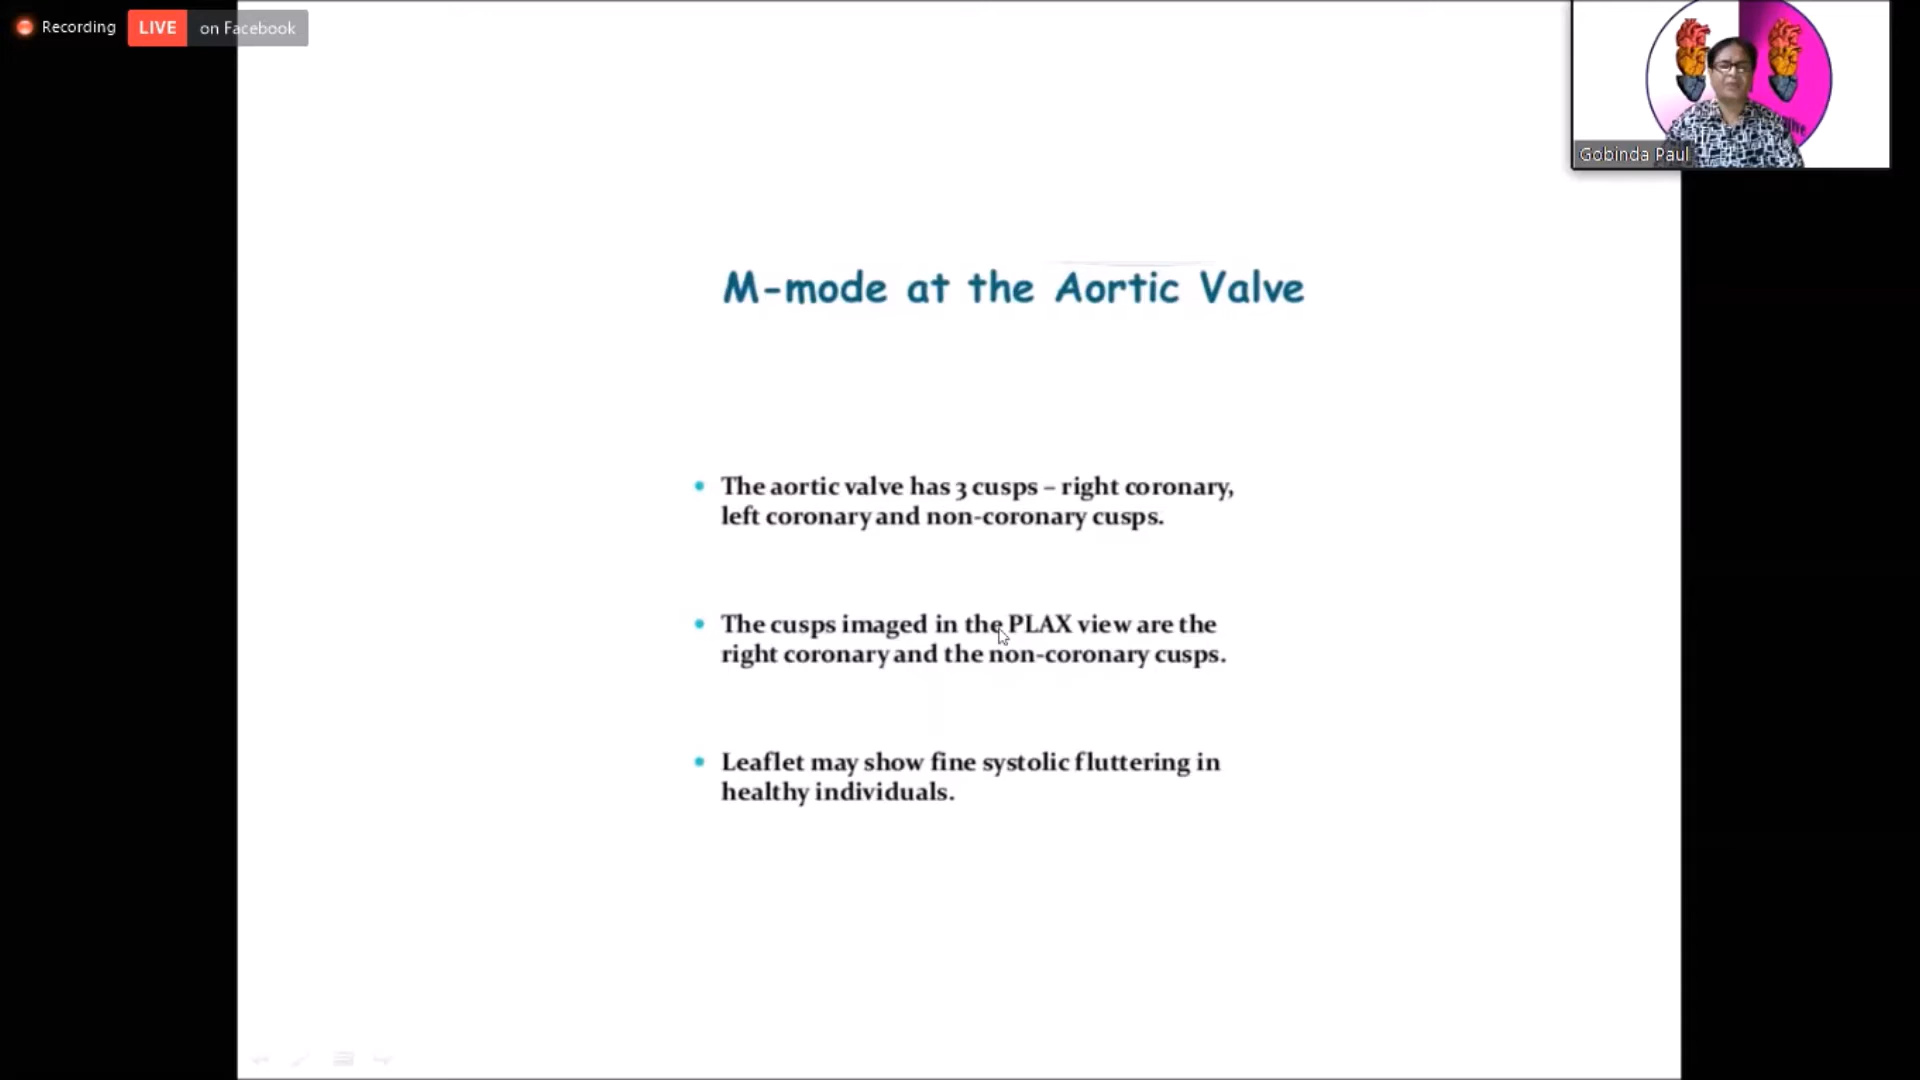 Recording LIVE on Facebook
Gobinda Paul
M-mode at the Aortic Valve
• The aortic valve has 3 cusps – right coronary,
left coronary and non-coronary cusps.
• The cusps imaged in the PLAX view are the
right coronary and the non-coronary cusps.
• Leaflet may show fine systolic fluttering in
healthy individuals.